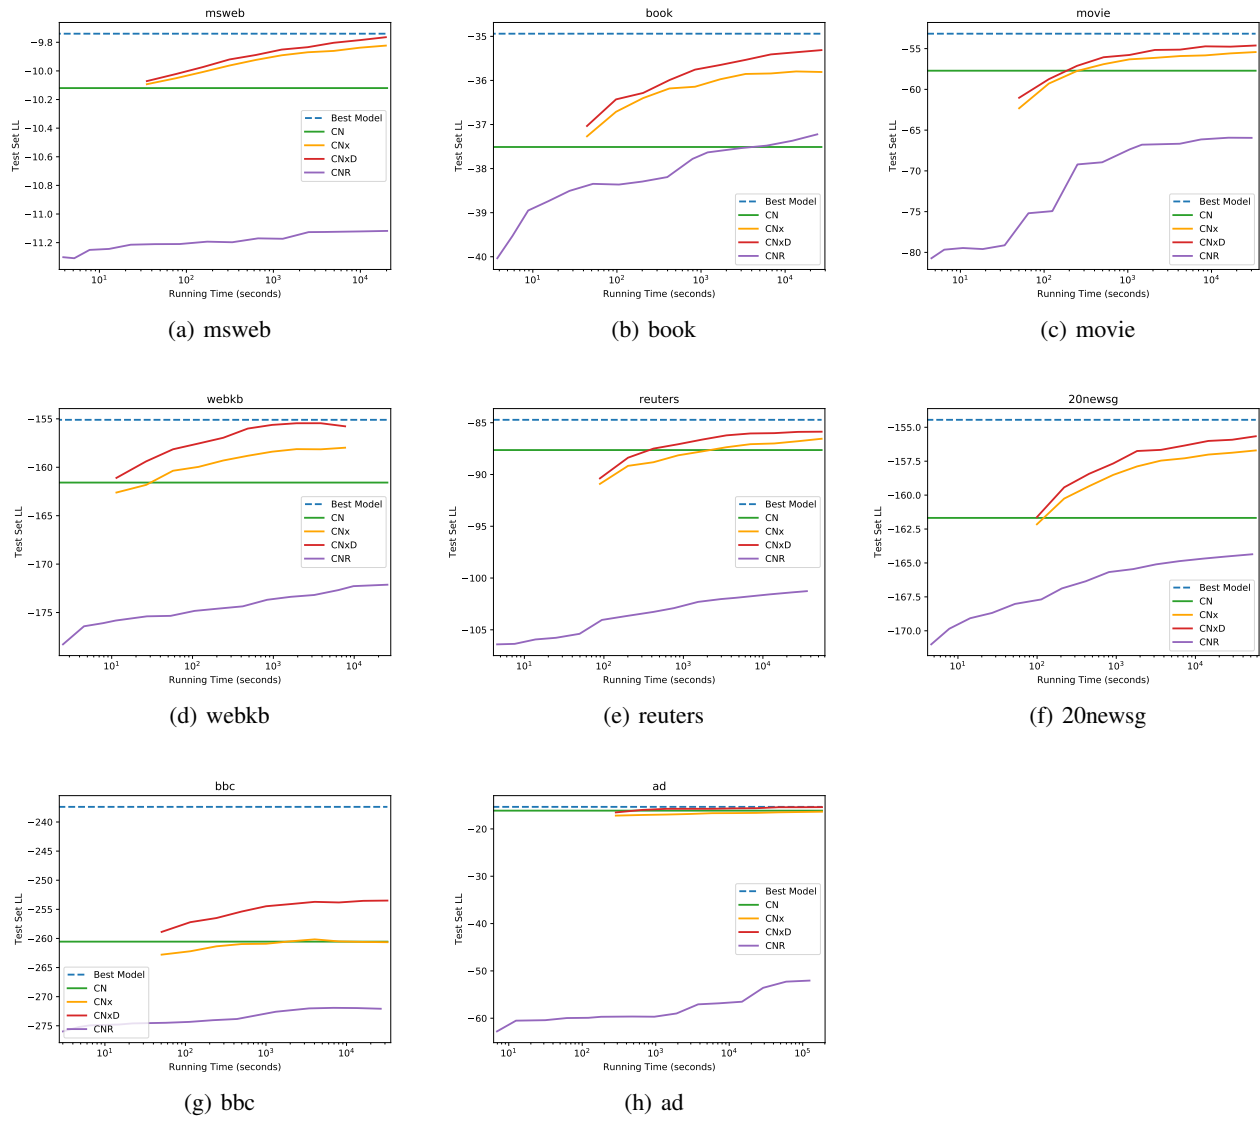 msweb
−9.8
−10.0
−10.2
−10.4
−10.6
−10.8
−11.0
−11.2
Test Set LL
Best Model
CN
CNx
CNxD
CNR
10¹ 10² 10³ 10⁴
Running Time (seconds)
(a) msweb
book
−35
−36
−37
−38
−39
−40
Test Set LL
Best Model
CN
CNx
CNxD
CNR
10¹ 10² 10³ 10⁴
Running Time (seconds)
(b) book
movie
−55
−60
−65
−70
−75
−80
Test Set LL
Best Model
CN
CNx
CNxD
CNR
10¹ 10² 10³ 10⁴
Running Time (seconds)
(c) movie
webkb
−155
−160
−165
−170
−175
Test Set LL
Best Model
CN
CNx
CNxD
CNR
10¹ 10² 10³ 10⁴
Running Time (seconds)
(d) webkb
reuters
−85
−90
−95
−100
−105
Test Set LL
Best Model
CN
CNx
CNxD
CNR
10¹ 10² 10³ 10⁴
Running Time (seconds)
(e) reuters
20newsg
−155.0
−157.5
−160.0
−162.5
−165.0
−167.5
−170.0
Test Set LL
Best Model
CN
CNx
CNxD
CNR
10¹ 10² 10³ 10⁴
Running Time (seconds)
(f) 20newsg
bbc
−240
−245
−250
−255
−260
−265
−270
−275
Test Set LL
Best Model
CN
CNx
CNxD
CNR
10¹ 10² 10³ 10⁴
Running Time (seconds)
(g) bbc
ad
−20
−30
−40
−50
−60
Test Set LL
Best Model
CN
CNx
CNxD
CNR
10¹ 10² 10³ 10⁴ 10⁵
Running Time (seconds)
(h) ad